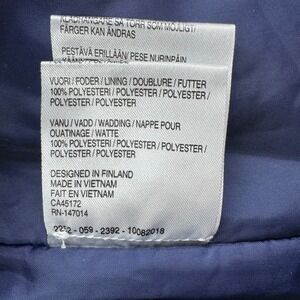 FÄRGER KAN ÄNDRAS
PESTÄVÄ ERILLÄÄN/ PESE NURINPÄIN
VUORI / FODER / LINING / DOUBLURE / FUTTER
100% POLYESTERI / POLYESTER / POLYESTER /
POLYESTER / POLYESTER
VANU / VADD / WADDING / NAPPE POUR
OUATINAGE / WATTE
100% POLYESTERI / POLYESTER / POLYESTER /
POLYESTER / POLYESTER
DESIGNED IN FINLAND
MADE IN VIETNAM
FAIT EN VIETNAM
CA45172
RN-147014
2232 - 059 - 2392 - 10082018